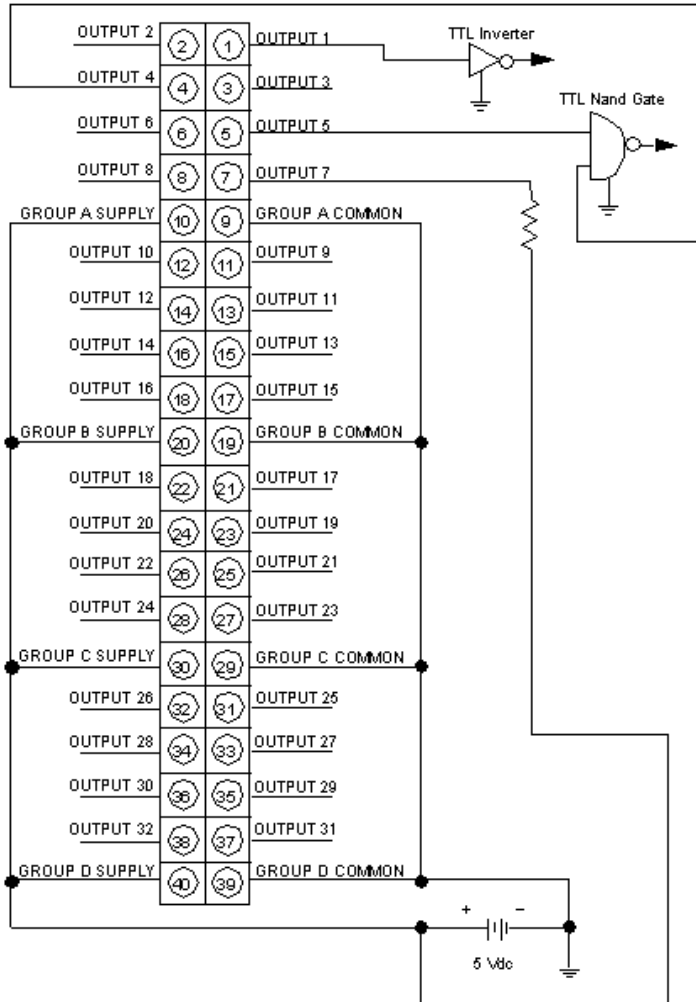 TTL Inverter
OUTPUT 2 2 1 OUTPUT 1
OUTPUT 4 4 3 OUTPUT 3
TTL Nand Gate
OUTPUT 6 6 5 OUTPUT 5
OUTPUT 8 8 7 OUTPUT 7
GROUP A SUPPLY 10 9 GROUP A COMMON
OUTPUT 10 12 11 OUTPUT 9
OUTPUT 12 14 13 OUTPUT 11
OUTPUT 14 16 15 OUTPUT 13
OUTPUT 16 18 17 OUTPUT 15
GROUP B SUPPLY 20 19 GROUP B COMMON
OUTPUT 18 22 21 OUTPUT 17
OUTPUT 20 24 23 OUTPUT 19
OUTPUT 22 26 25 OUTPUT 21
OUTPUT 24 28 27 OUTPUT 23
GROUP C SUPPLY 30 29 GROUP C COMMON
OUTPUT 26 32 31 OUTPUT 25
OUTPUT 28 34 33 OUTPUT 27
OUTPUT 30 36 35 OUTPUT 29
OUTPUT 32 38 37 OUTPUT 31
GROUP D SUPPLY 40 39 GROUP D COMMON
+ −
5 Vdc